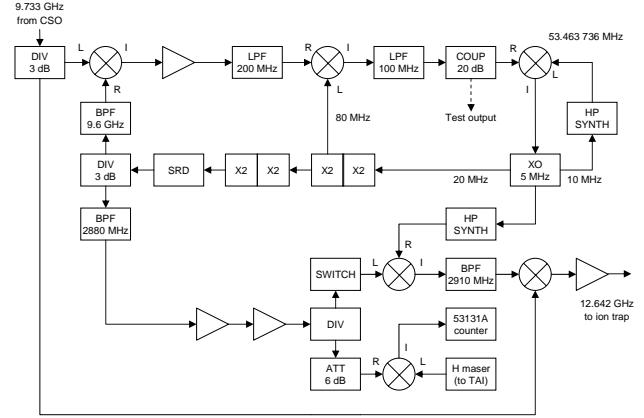 9.733 GHz
from CSO
53.463 736 MHz
DIV
3 dB
L
I
R
LPF
200 MHz
R
I
L
LPF
100 MHz
COUP
20 dB
R
L
I
BPF
9.6 GHz
80 MHz
Test output
HP
SYNTH
DIV
3 dB
SRD
X2
X2
X2
X2
20 MHz
XO
5 MHz
10 MHz
BPF
2880 MHz
HP
SYNTH
R
SWITCH
L
I
BPF
2910 MHz
12.642 GHz
to ion trap
DIV
53131A
counter
I
ATT
6 dB
R
L
H maser
(to TAI)